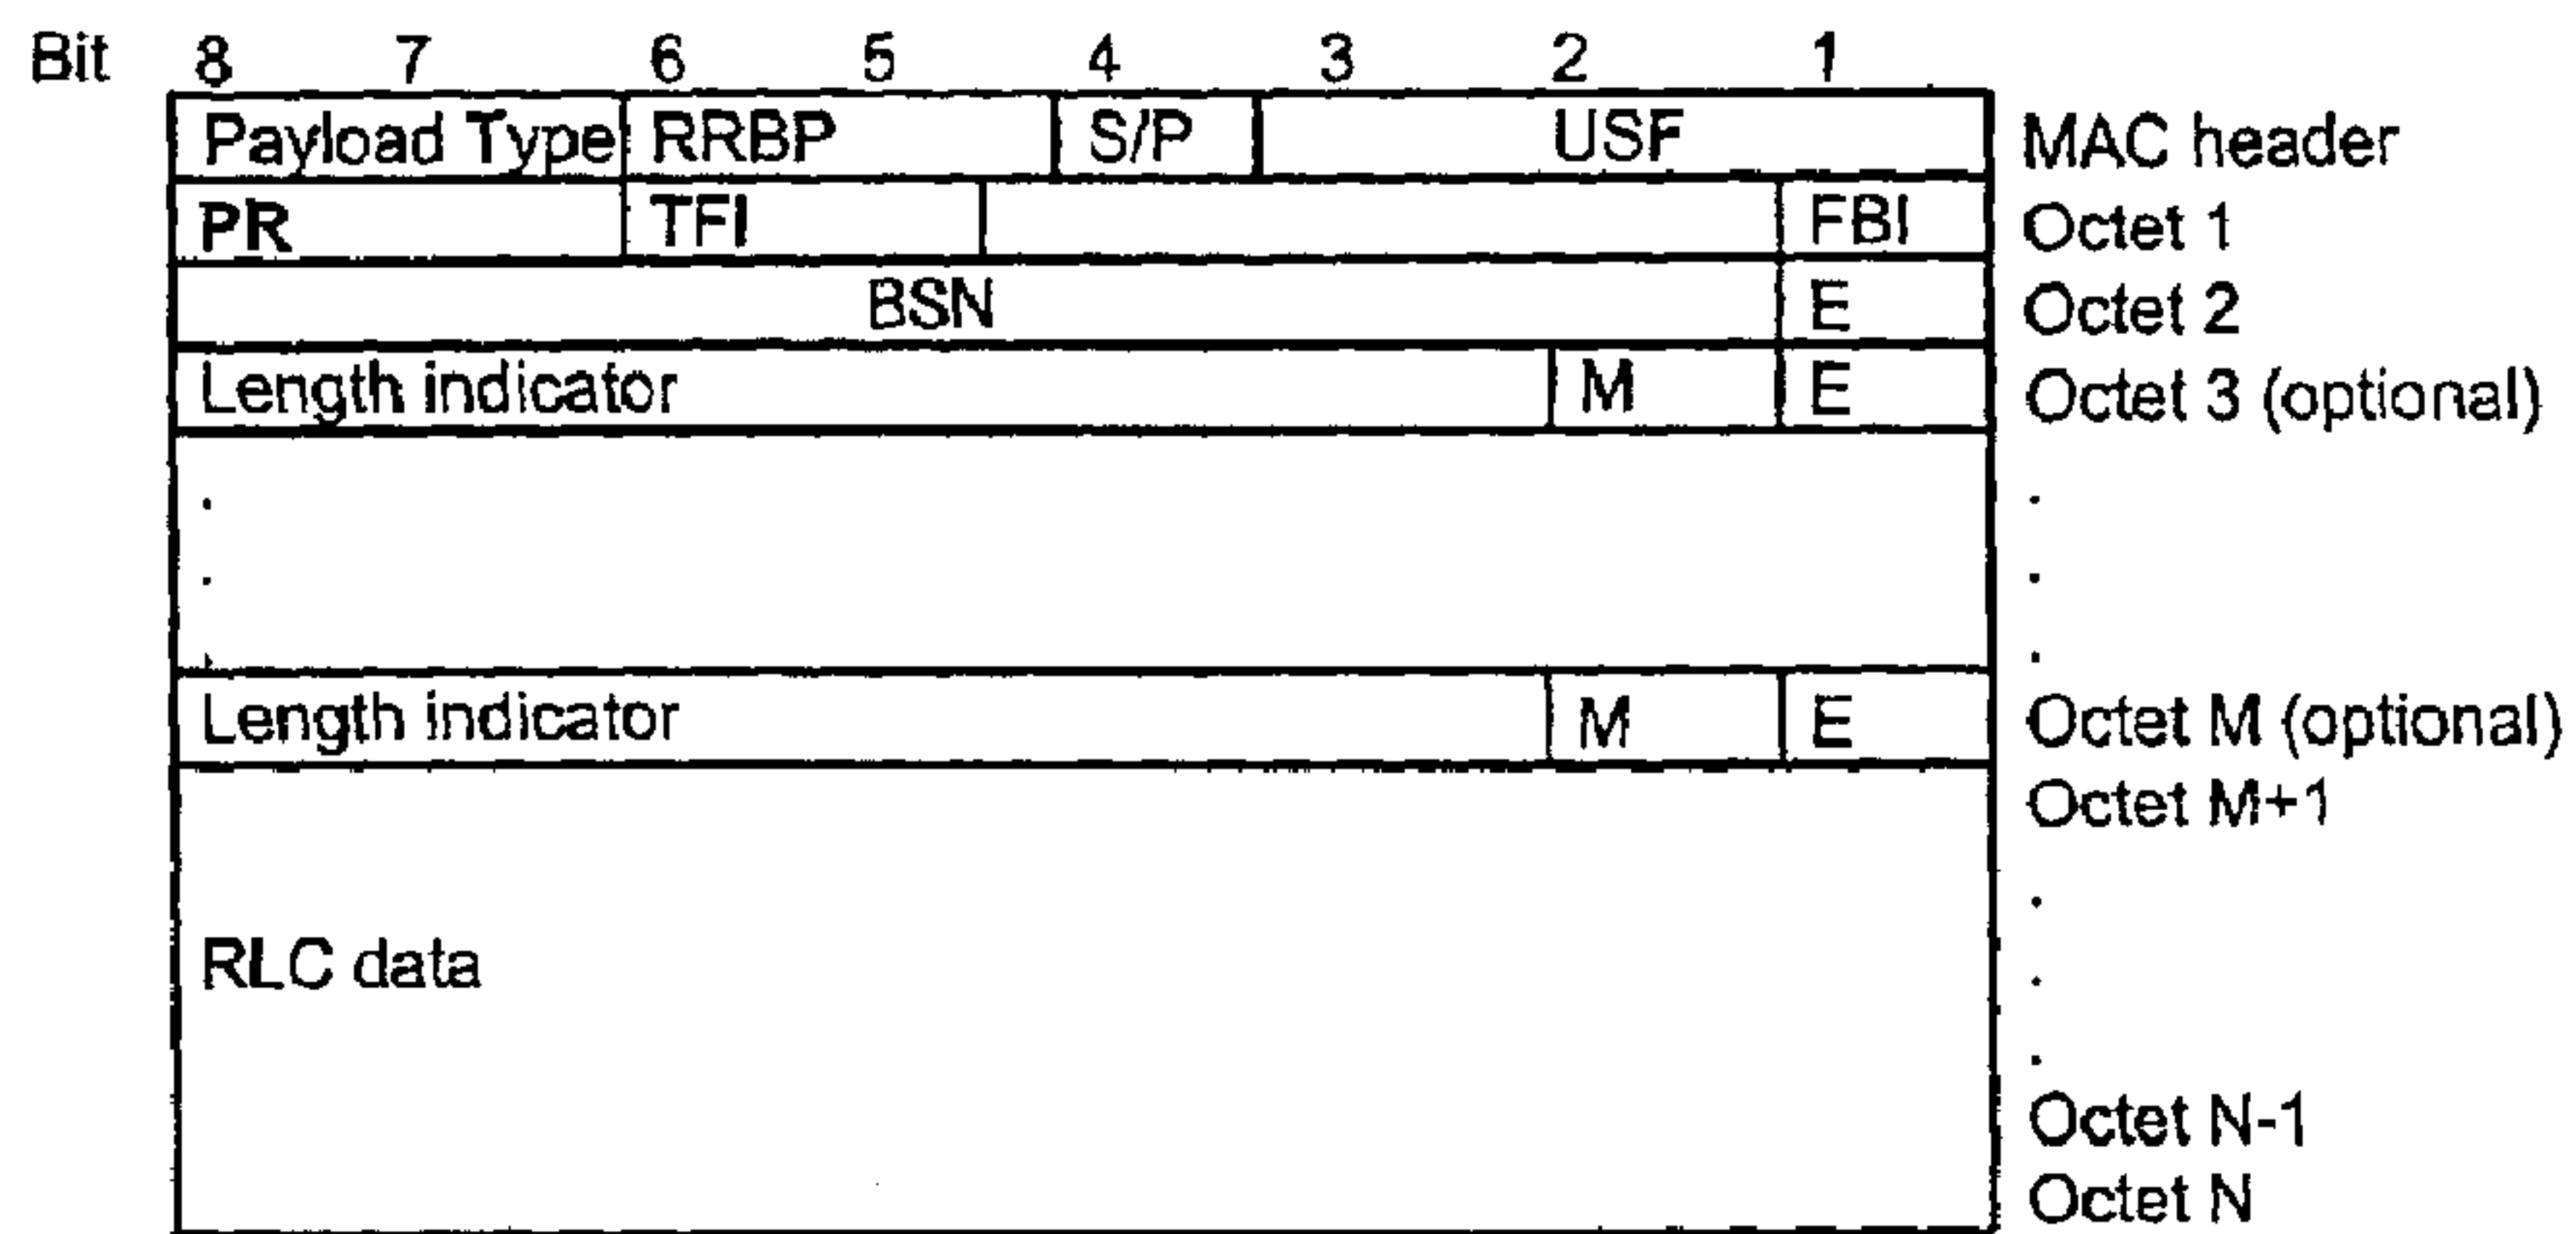 Bit 8 7 6 5 4 3 2 1
Payload Type RRBP S/P USF MAC header
PR TFI FBI Octet 1
BSN E Octet 2
Length indicator M E Octet 3 (optional)
. .
. .
. .
Length indicator M E Octet M (optional)
Octet M+1
.
RLC data .
.
Octet N-1
Octet N